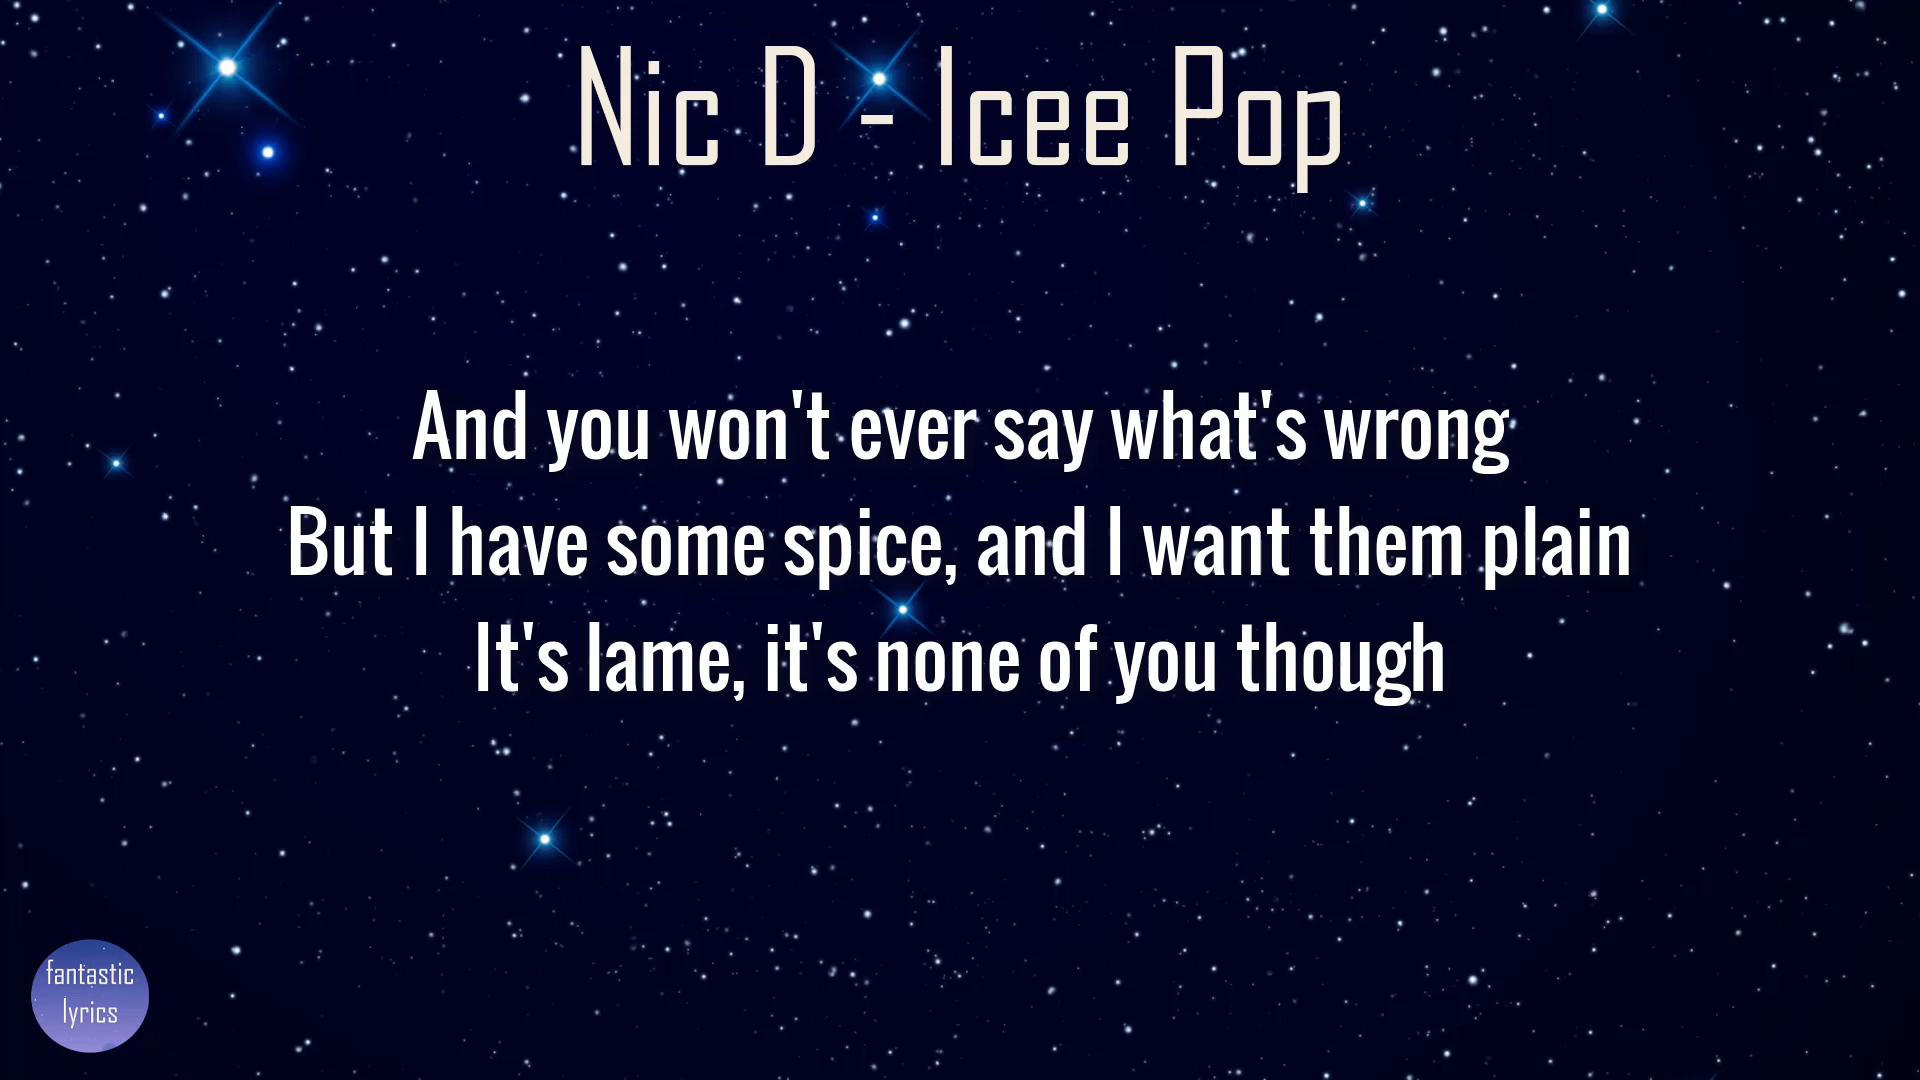 Nic D - Icee Pop
And you won't ever say what's wrong
But I have some spice, and I want them plain
It's lame, it's none of you though
fantastic
lyrics